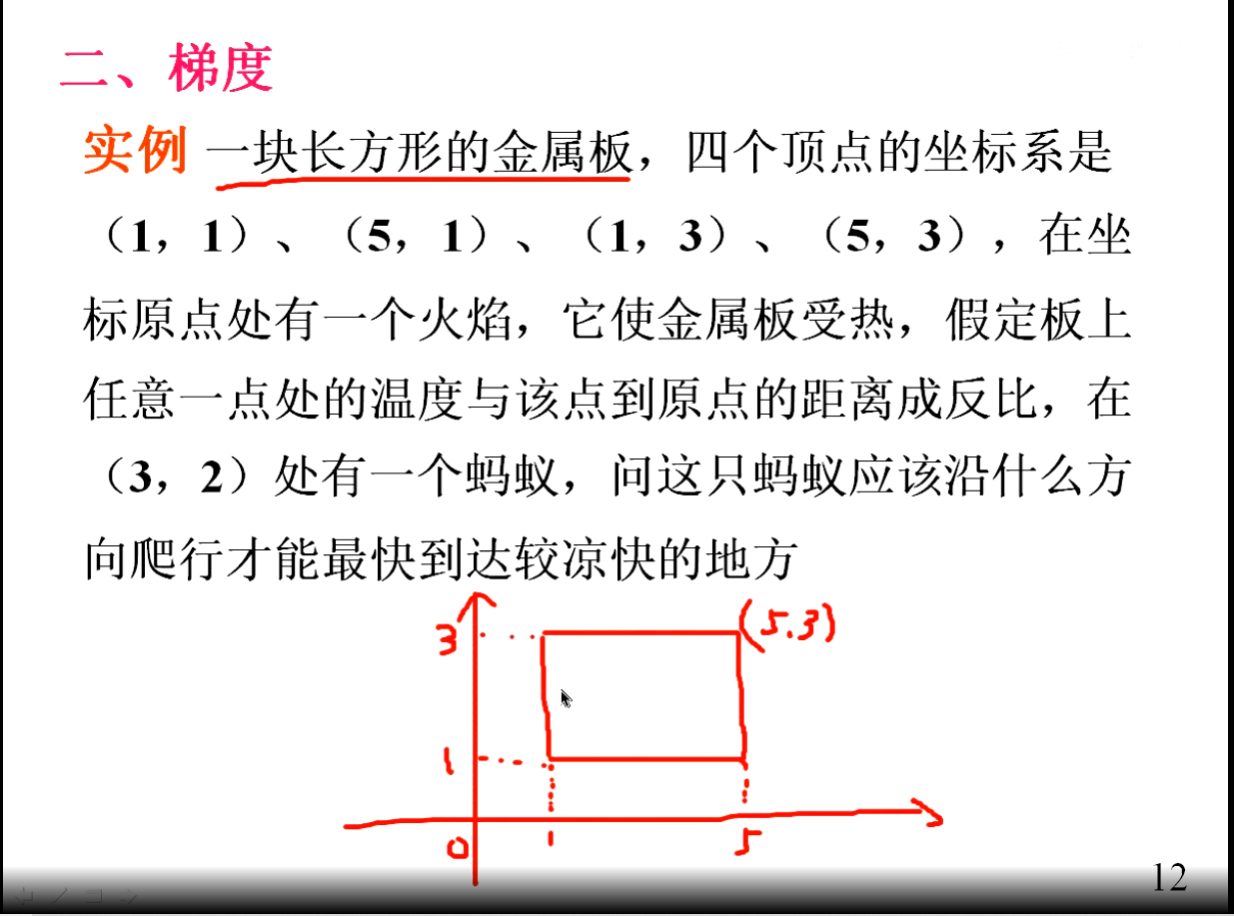 二、梯度
实例 一块长方形的金属板，四个顶点的坐标系是
（1，1）、（5，1）、（1，3）、（5，3），在坐
标原点处有一个火焰，它使金属板受热，假定板上
任意一点处的温度与该点到原点的距离成反比，在
（3，2）处有一个蚂蚁，问这只蚂蚁应该沿什么方
向爬行才能最快到达较凉快的地方
3
(5.3)
1
0
1
5
12